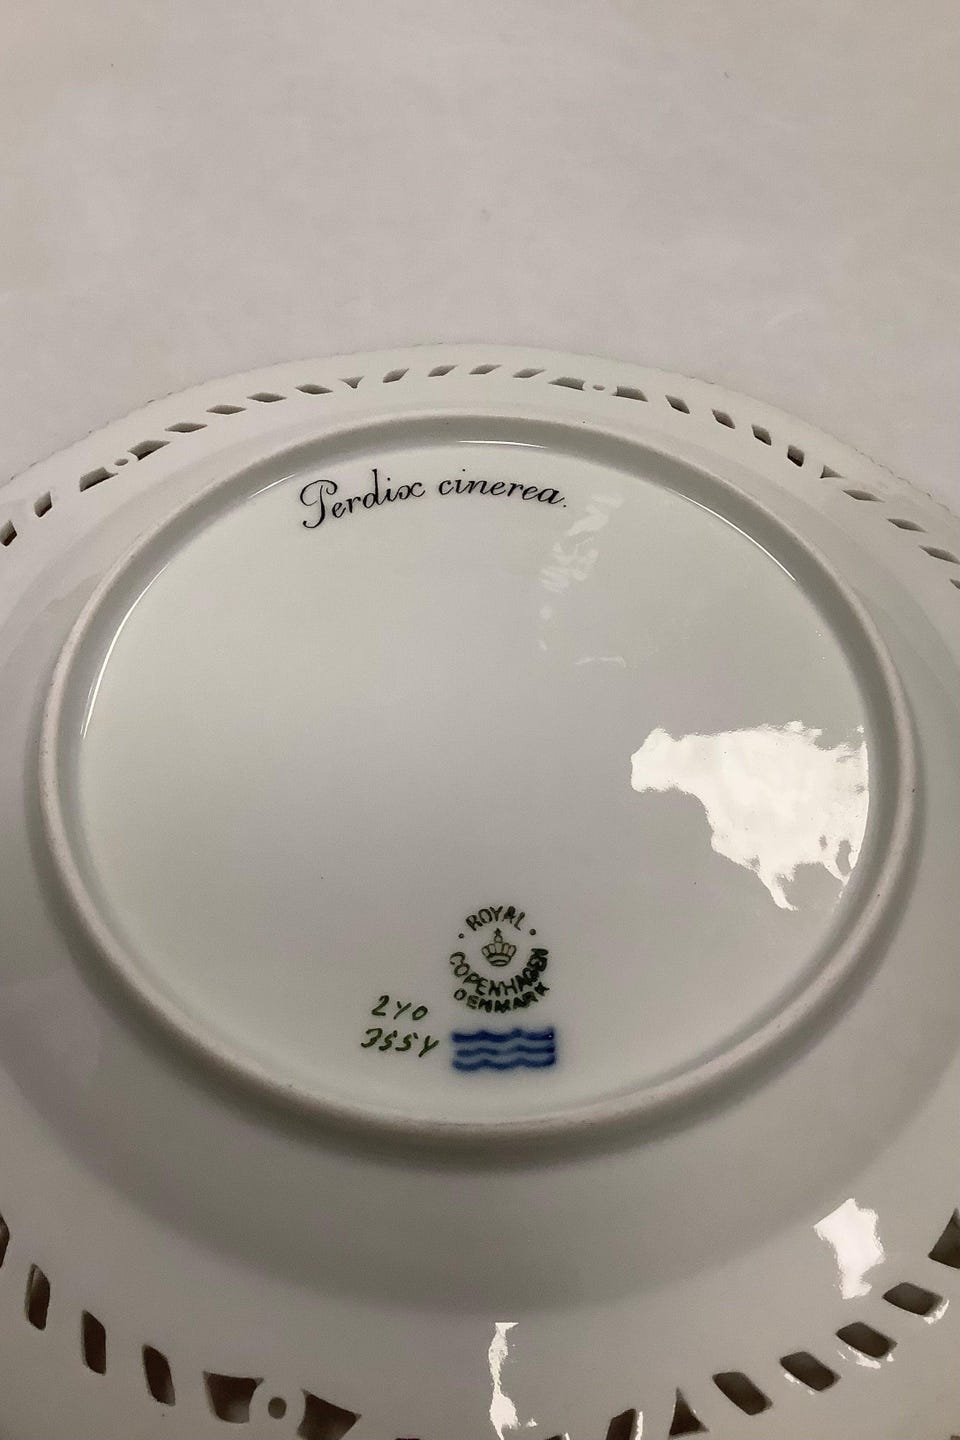 Perdix cinerea.
ROYAL
COPENHAGEN
DENMARK
240
3554